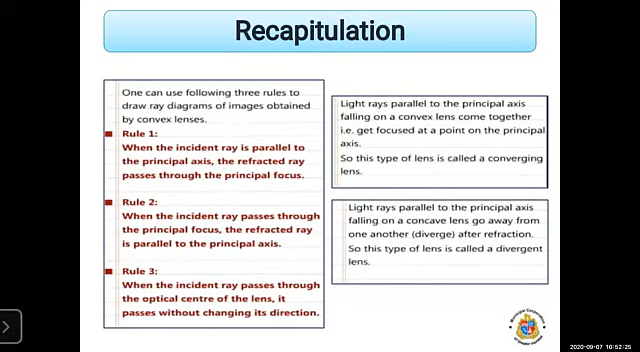 Recapitulation
One can use following three rules to
draw ray diagrams of images obtained
by convex lenses.
Rule 1:
When the incident ray is parallel to
the principal axis, the refracted ray
passes through the principal focus.
Rule 2:
When the incident ray passes through
the principal focus, the refracted ray
is parallel to the principal axis.
Rule 3:
When the incident ray passes through
the optical centre of the lens, it
passes without changing its direction.
Light rays parallel to the principal axis
falling on a convex lens come together
i.e. get focused at a point on the principal
axis.
So this type of lens is called a converging
lens.
Light rays parallel to the principal axis
falling on a concave lens go away from
one another (diverge) after refraction.
So this type of lens is called a divergent
lens.
Municipal Corporation
2020-09-07 10:52:25